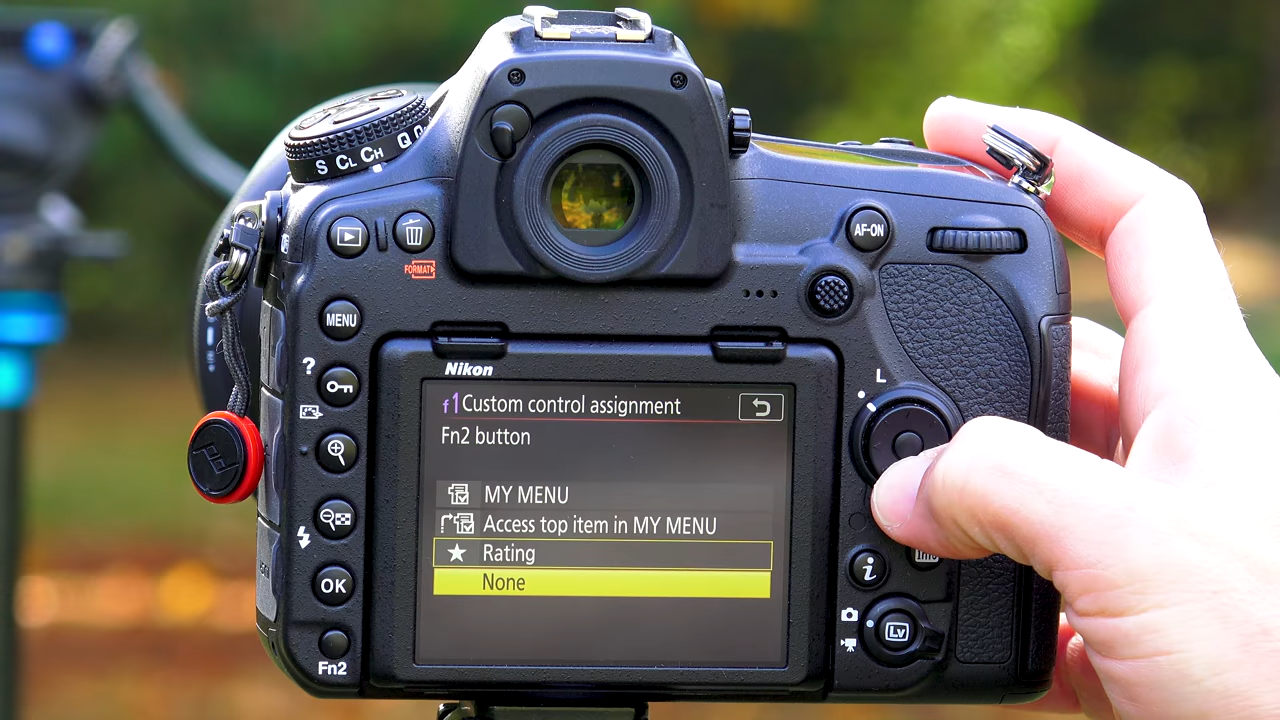 S CL CH Q
FORMAT
AF-ON
MENU
?
L
Nikon
f1 Custom control assignment
Fn2 button
MY MENU
Access top item in MY MENU
Rating
None
OK
i
Info
Lv
Fn2